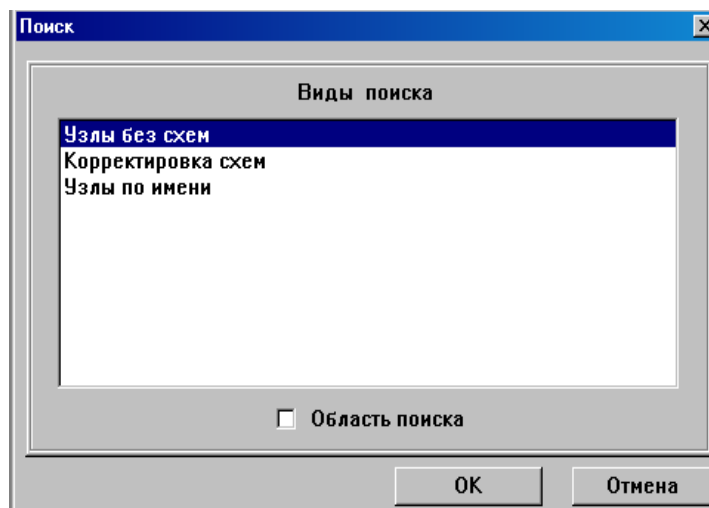 Поиск
Виды поиска
Узлы без схем
Корректировка схем
Узлы по имени
Область поиска
OK
Отмена